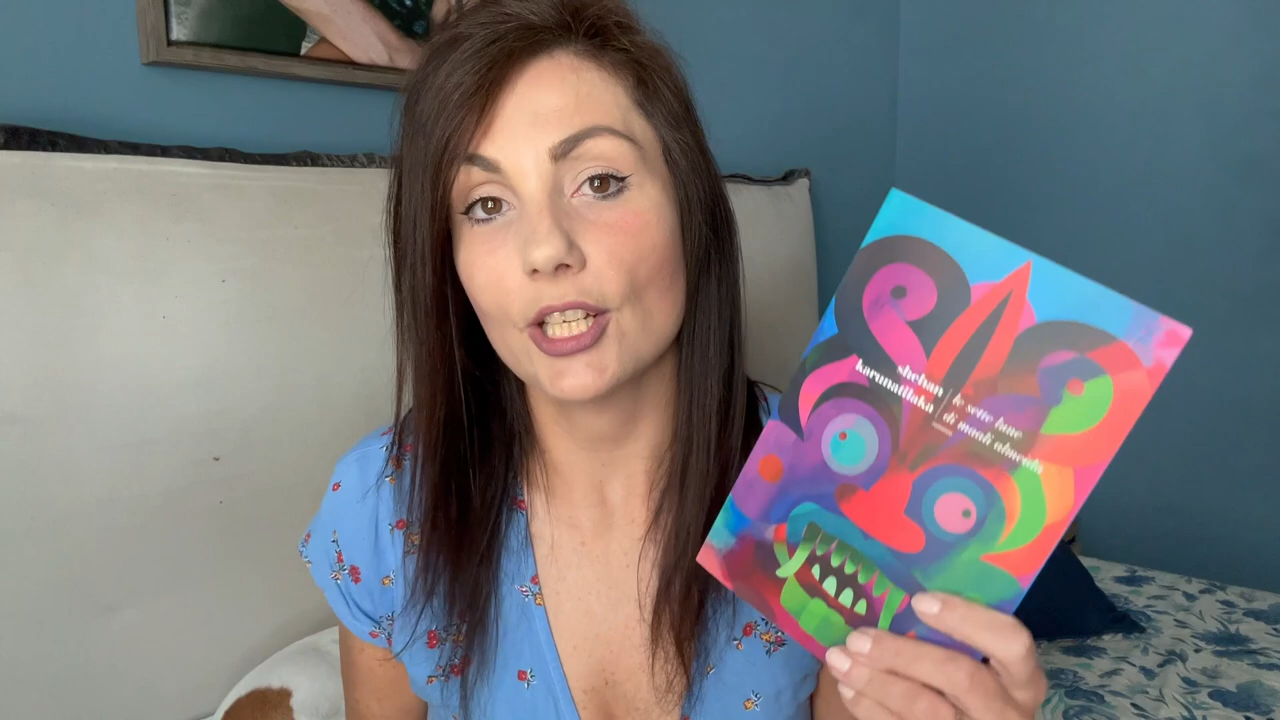 shehan
karunatilaka
le sette lune
di maali almeida